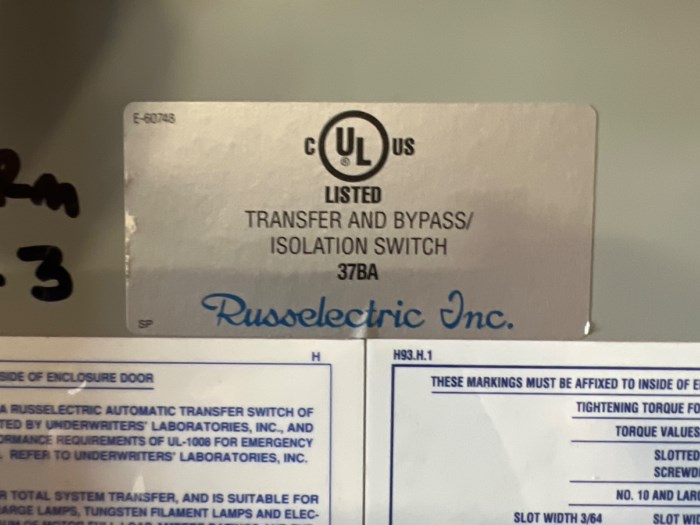 E-60748
C UL US
®
LISTED
TRANSFER AND BYPASS/
ISOLATION SWITCH
37BA
Russelectric Inc.
SP
3
H
SIDE OF ENCLOSURE DOOR
A RUSSELECTRIC AUTOMATIC TRANSFER SWITCH OF
TED BY UNDERWRITERS' LABORATORIES, INC., AND
ORMANCE REQUIREMENTS OF UL-1008 FOR EMERGENCY
REFER TO UNDERWRITERS' LABORATORIES, INC.
R TOTAL SYSTEM TRANSFER, AND IS SUITABLE FOR
ARGE LAMPS, TUNGSTEN FILAMENT LAMPS AND ELEC-
H93.H.1
THESE MARKINGS MUST BE AFFIXED TO INSIDE OF E
TIGHTENING TORQUE FO
TORQUE VALUES
SLOTTED
SCREWD
NO. 10 AND LAR
SLOT WIDTH 3/64 SLOT WID